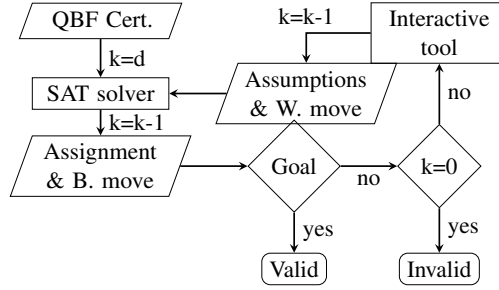 QBF Cert.
k=d
SAT solver
k=k-1
Assignment
& B. move
k=k-1
Assumptions
& W. move
Interactive
tool
Goal
no
k=0
no
yes
yes
Valid
Invalid